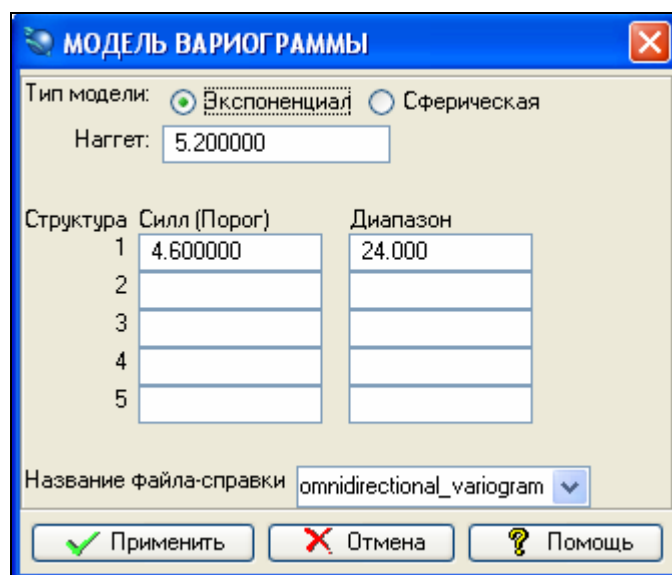 МОДЕЛЬ ВАРИОГРАММЫ
Тип модели: Экспоненциал Сферическая
Наггет: 5.200000
Структура Силл (Порог) Диапазон
1 4.600000 24.000
2
3
4
5
Название файла-справки omnidirectional_variogram
Применить Отмена Помощь